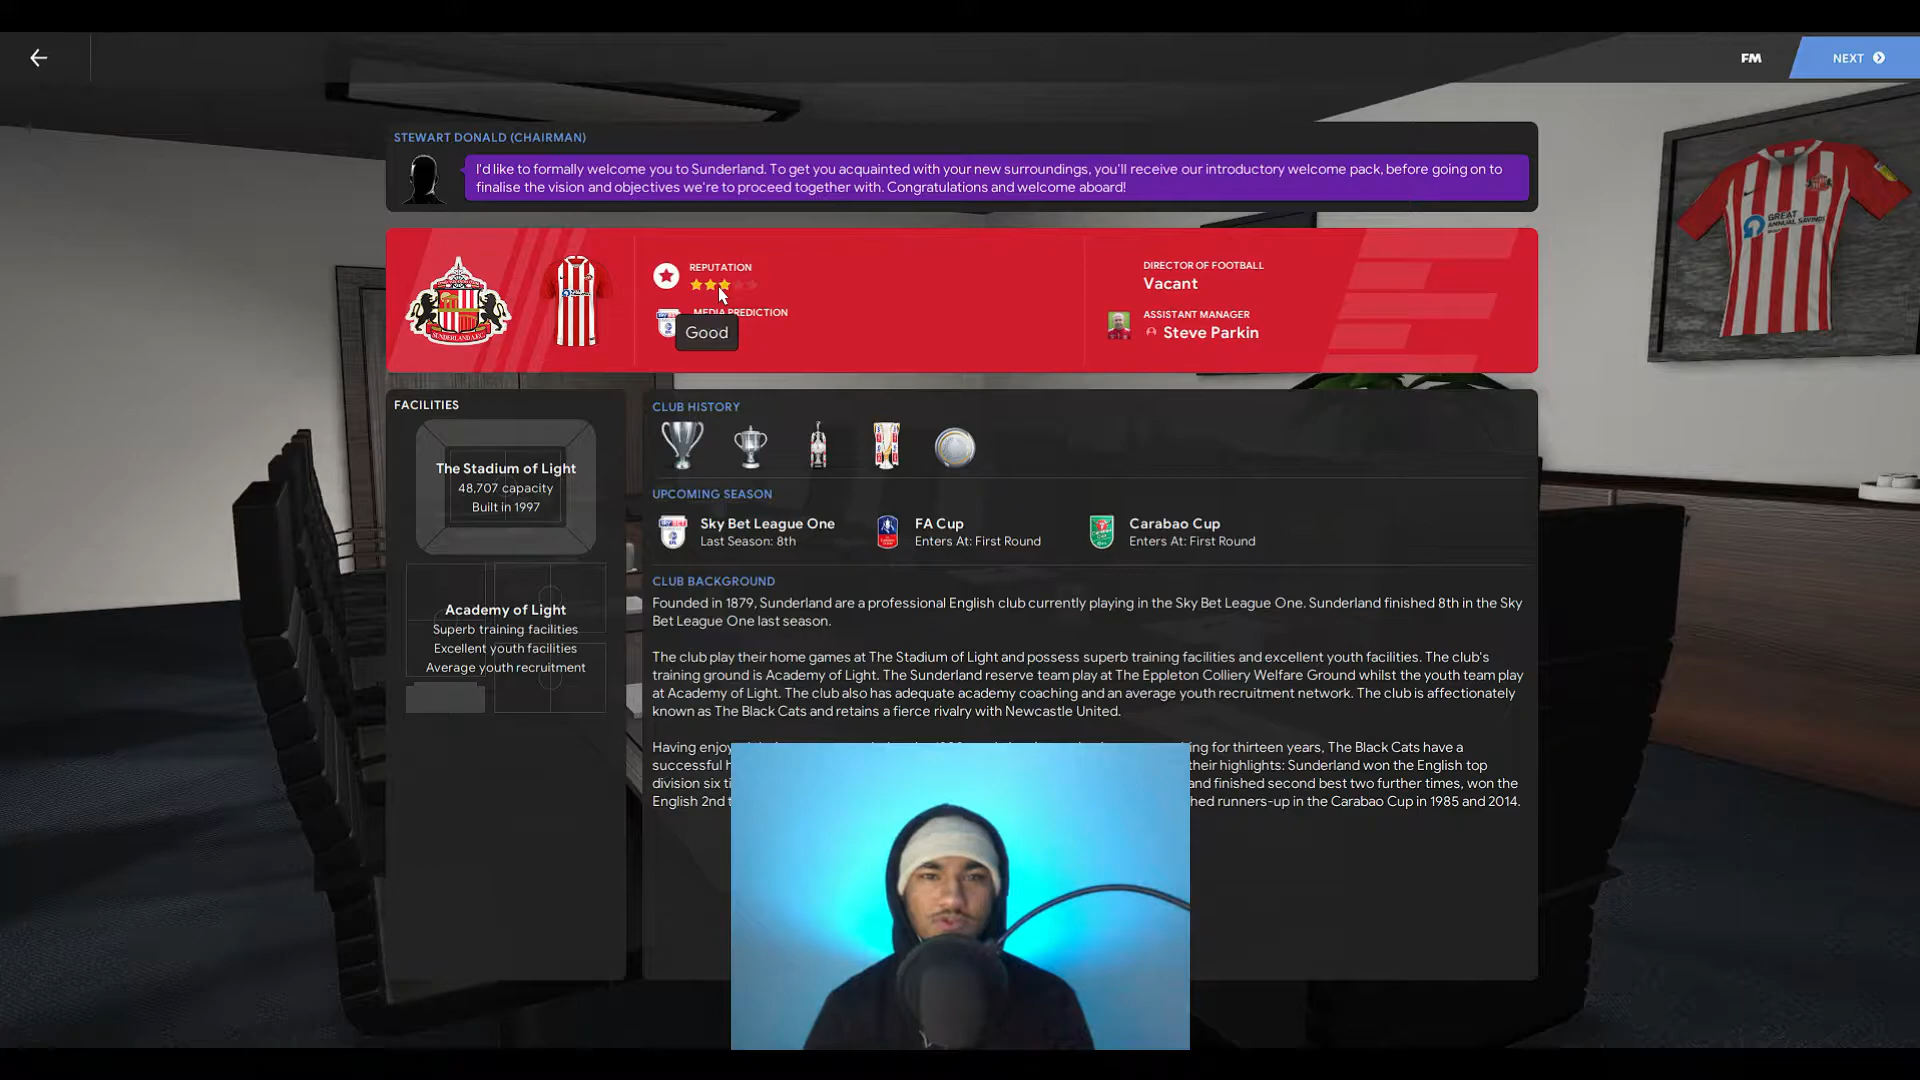 FM
NEXT
STEWART DONALD (CHAIRMAN)
I'd like to formally welcome you to Sunderland. To get you acquainted with your new surroundings, you'll receive our introductory welcome pack, before going on to
finalise the vision and objectives we're to proceed together with. Congratulations and welcome aboard!
REPUTATION
MEDIA PREDICTION
Good
DIRECTOR OF FOOTBALL
Vacant
ASSISTANT MANAGER
Steve Parkin
GREAT
ANNUAL SAVINGS
FACILITIES
The Stadium of Light
48,707 capacity
Built in 1997
Academy of Light
Superb training facilities
Excellent youth facilities
Average youth recruitment
CLUB HISTORY
UPCOMING SEASON
Sky Bet League One
Last Season: 8th
FA Cup
Enters At: First Round
Carabao Cup
Enters At: First Round
CLUB BACKGROUND
Founded in 1879, Sunderland are a professional English club currently playing in the Sky Bet League One. Sunderland finished 8th in the Sky
Bet League One last season.
The club play their home games at The Stadium of Light and possess superb training facilities and excellent youth facilities. The club's
training ground is Academy of Light. The Sunderland reserve team play at The Eppleton Colliery Welfare Ground whilst the youth team play
at Academy of Light. The club also has adequate academy coaching and an average youth recruitment network. The club is affectionately
known as The Black Cats and retains a fierce rivalry with Newcastle United.
Having for thirteen years, The Black Cats have a
successful their highlights: Sunderland won the English top
division six and finished second best two further times, won the
English 2nd runners-up in the Carabao Cup in 1985 and 2014.